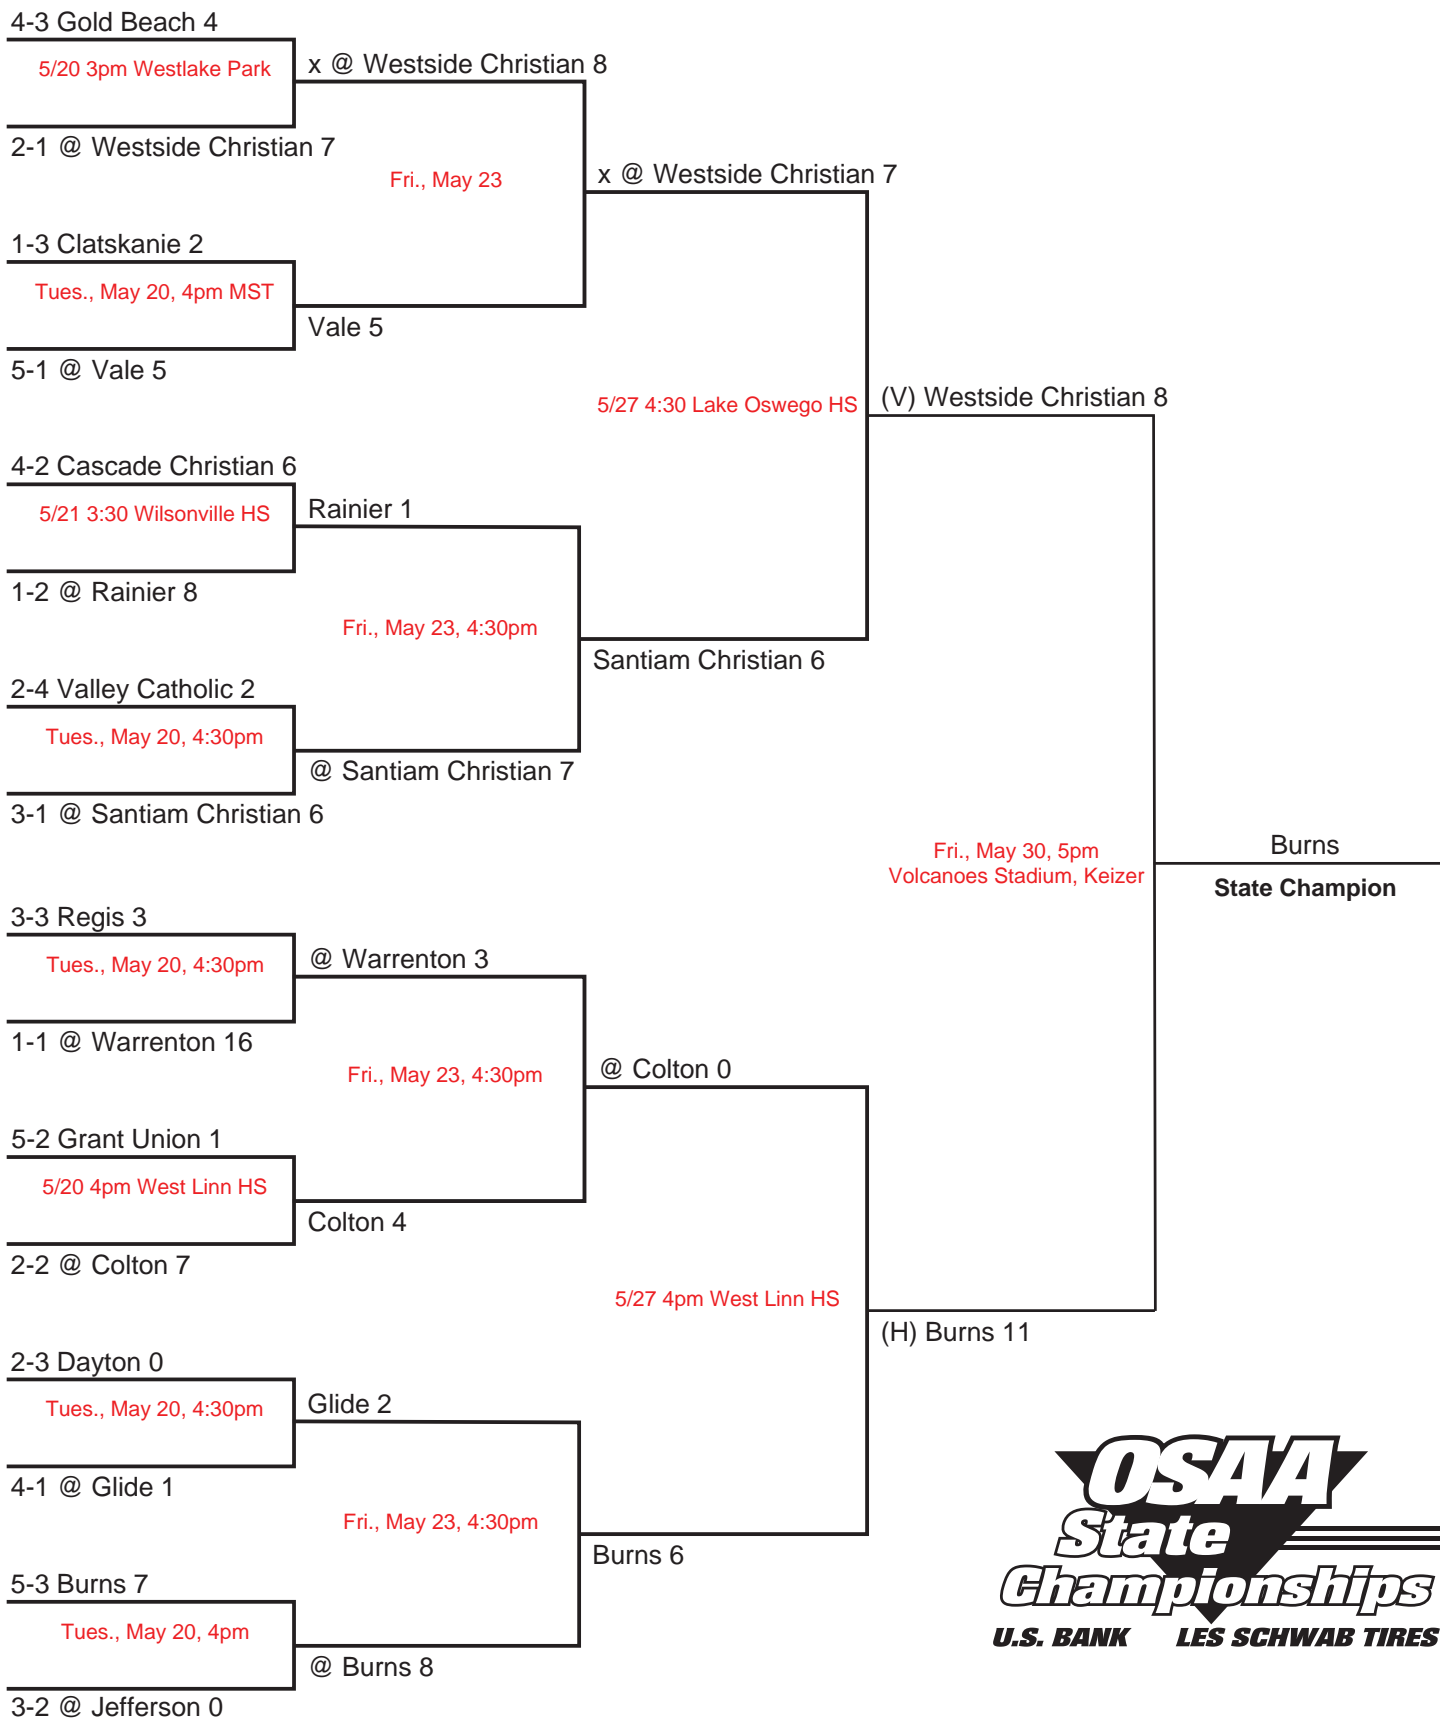 4-3 Gold Beach 4
5/20 3pm Westlake Park
2-1 @ Westside Christian 7
1-3 Clatskanie 2
Tues., May 20, 4pm MST
5-1 @ Vale 5
4-2 Cascade Christian 6
5/21 3:30 Wilsonville HS
1-2 @ Rainier 8
2-4 Valley Catholic 2
Tues., May 20, 4:30pm
3-1 @ Santiam Christian 6
3-3 Regis 3
Tues., May 20, 4:30pm
1-1 @ Warrenton 16
5-2 Grant Union 1
5/20 4pm West Linn HS
2-2 @ Colton 7
2-3 Dayton 0
Tues., May 20, 4:30pm
4-1 @ Glide 1
5-3 Burns 7
Tues., May 20, 4pm
3-2 @ Jefferson 0
x @ Westside Christian 8
Fri., May 23
Vale 5
Rainier 1
Fri., May 23, 4:30pm
@ Santiam Christian 7
@ Warrenton 3
Fri., May 23, 4:30pm
Colton 4
Glide 2
Fri., May 23, 4:30pm
@ Burns 8
x @ Westside Christian 7
5/27 4:30 Lake Oswego HS
Santiam Christian 6
@ Colton 0
5/27 4pm West Linn HS
Burns 6
(V) Westside Christian 8
Fri., May 30, 5pm
Volcanoes Stadium, Keizer
(H) Burns 11
Burns
State Champion
OSAA
State
Championships
U.S. BANK LES SCHWAB TIRES